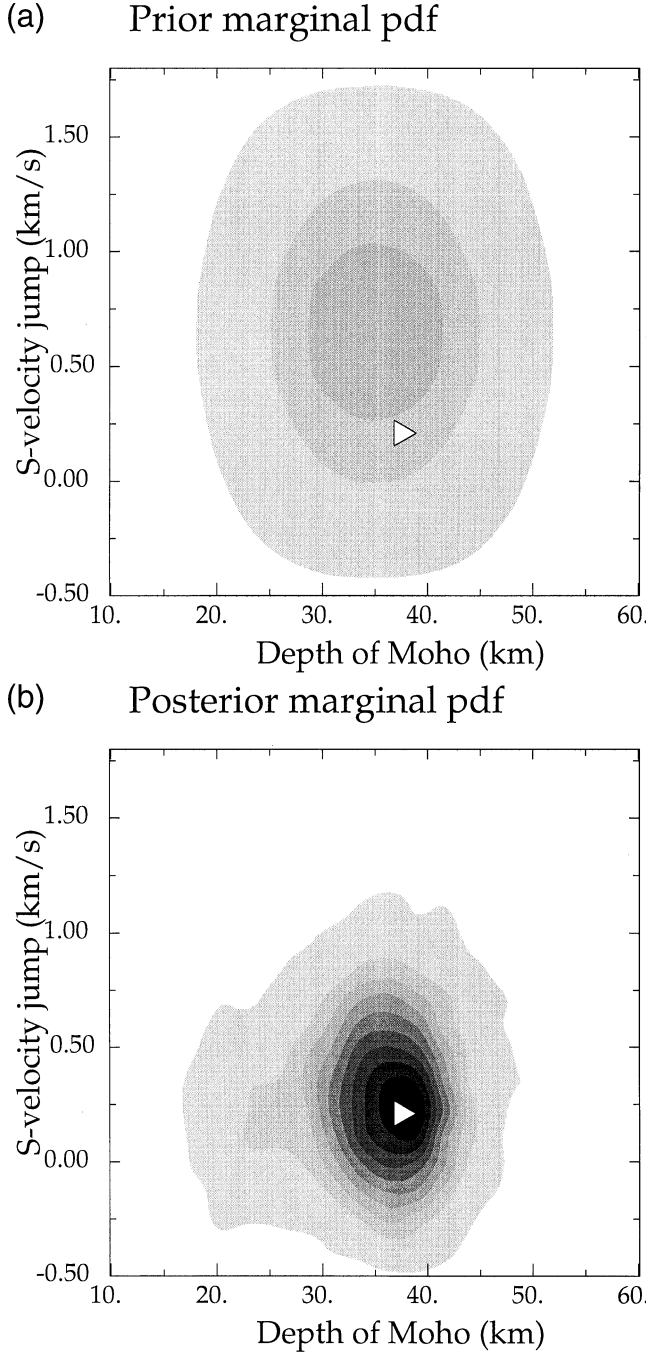 (a) Prior marginal pdf
S-velocity jump (km/s)
1.50
1.00
0.50
0.00
-0.50
10. 20. 30. 40. 50. 60.
Depth of Moho (km)
(b) Posterior marginal pdf
S-velocity jump (km/s)
1.50
1.00
0.50
0.00
-0.50
10. 20. 30. 40. 50. 60.
Depth of Moho (km)